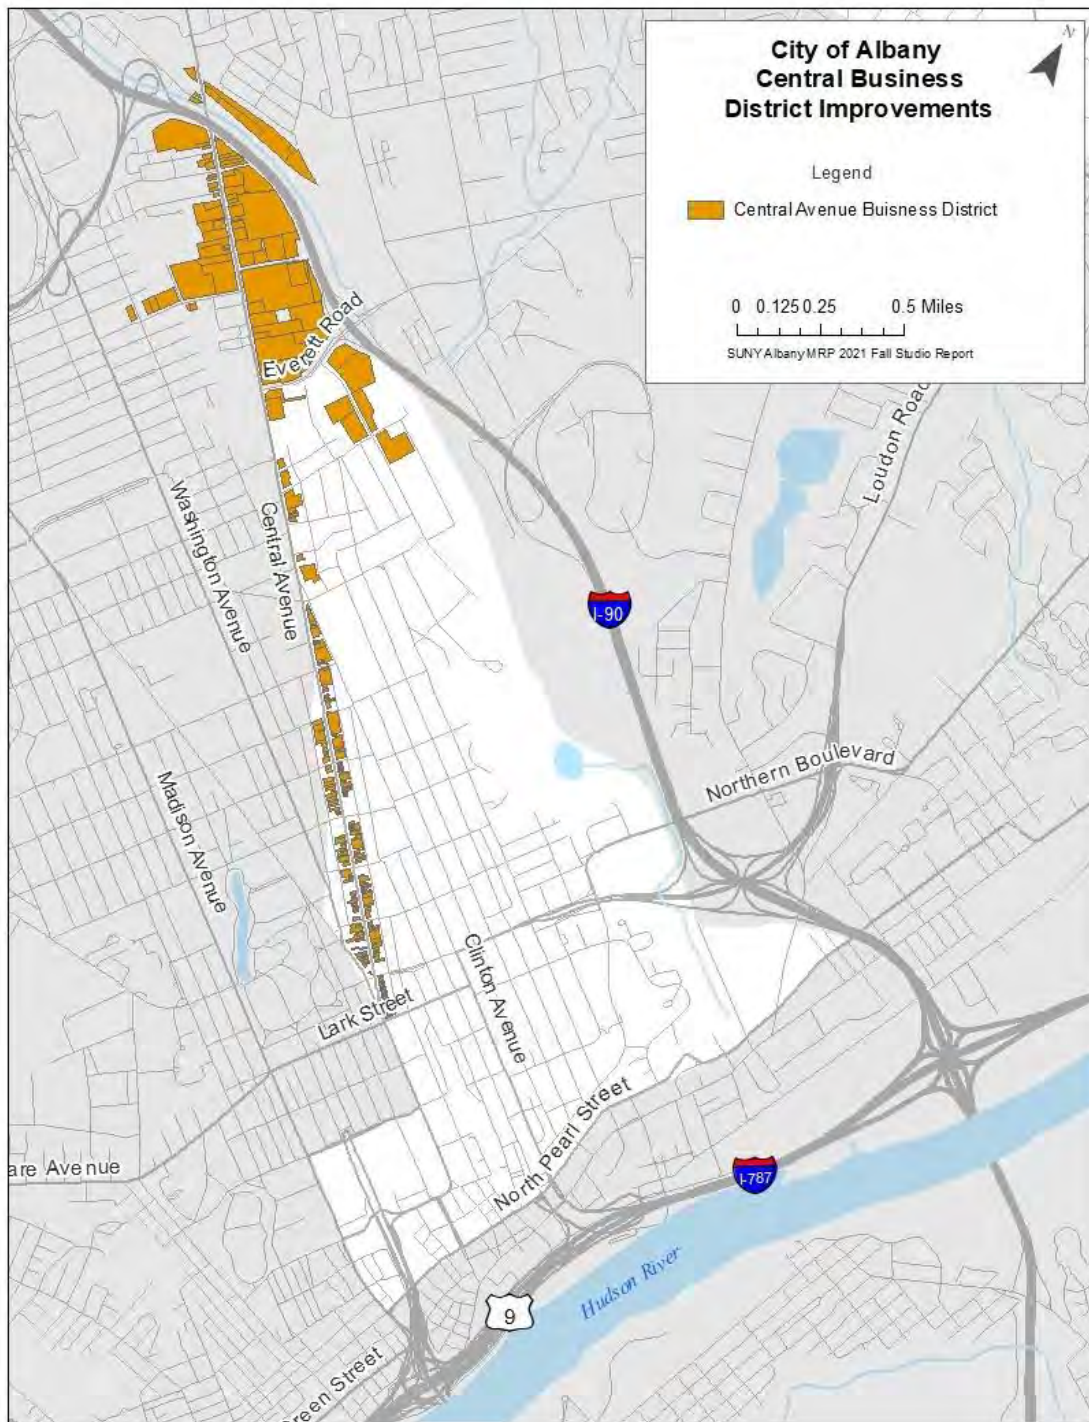 N
City of Albany
Central Business
District Improvements
Legend
Central Avenue Buisness District
0 0.125 0.25 0.5 Miles
SUNY Albany MRP 2021 Fall Studio Report
Everett Road
Loudon Road
Washington Avenue
Central Avenue
I-90
Northern Boulevard
Madison Avenue
Clinton Avenue
Lark Street
North Pearl Street
are Avenue
I-787
Hudson River
9
Green Street